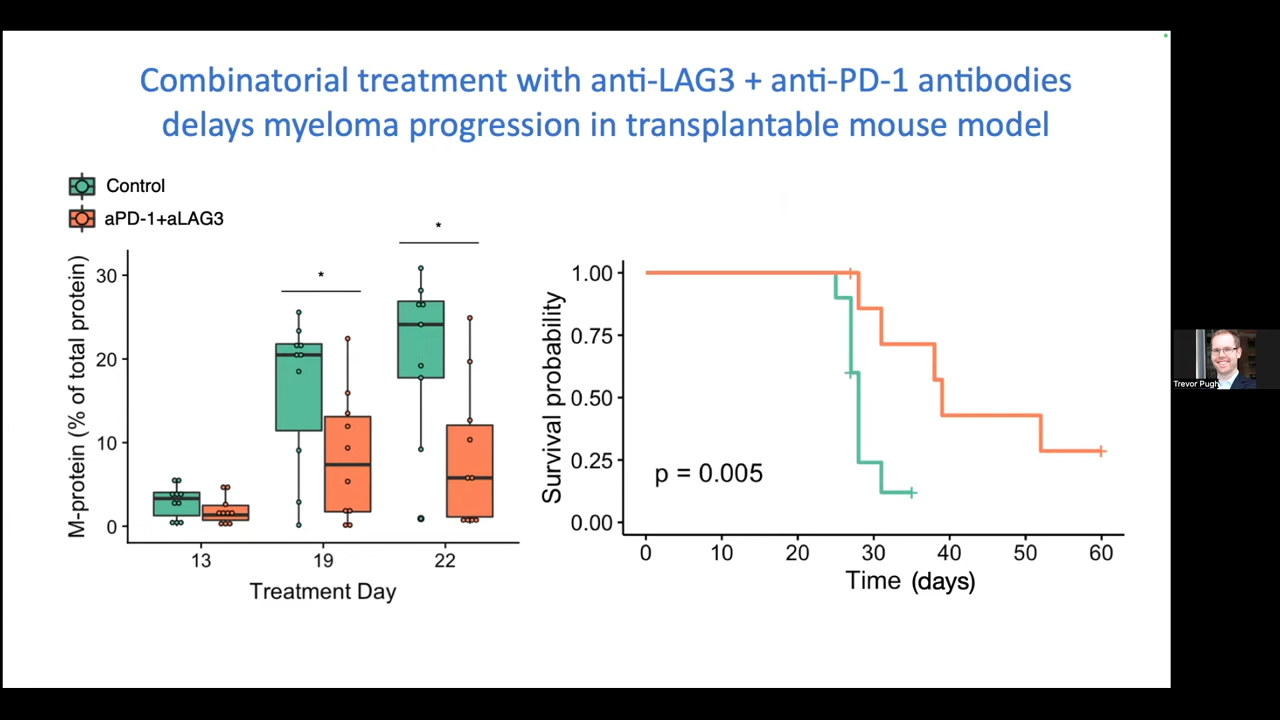 Combinatorial treatment with anti-LAG3 + anti-PD-1 antibodies
delays myeloma progression in transplantable mouse model
Control
aPD-1+aLAG3
*
*
M-protein (% of total protein)
30
20
10
0
13
19
22
Treatment Day
Survival probability
1.00
0.75
0.50
0.25
0.00
p = 0.005
0
10
20
30
40
50
60
Time (days)
Trevor Pugh